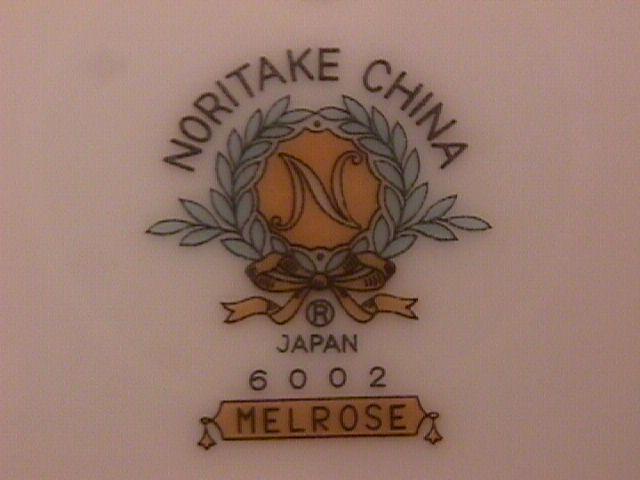 NORITAKE CHINA
N
®
JAPAN
6002
MELROSE